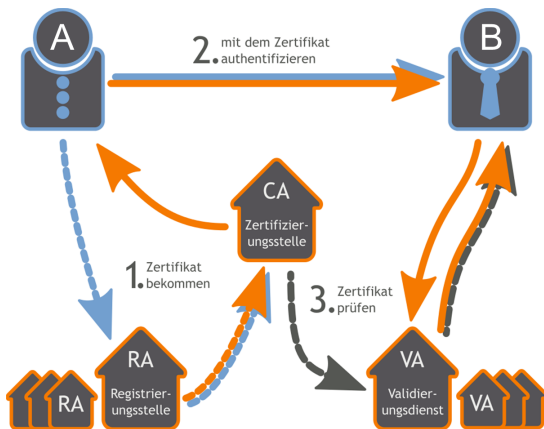 A
B
2. mit dem Zertifikat
authentifizieren
CA
Zertifizier-
ungsstelle
1. Zertifikat
bekommen
3. Zertifikat
prüfen
RA
Registrier-
ungsstelle
RA
VA
Validier-
ungsdienst
VA